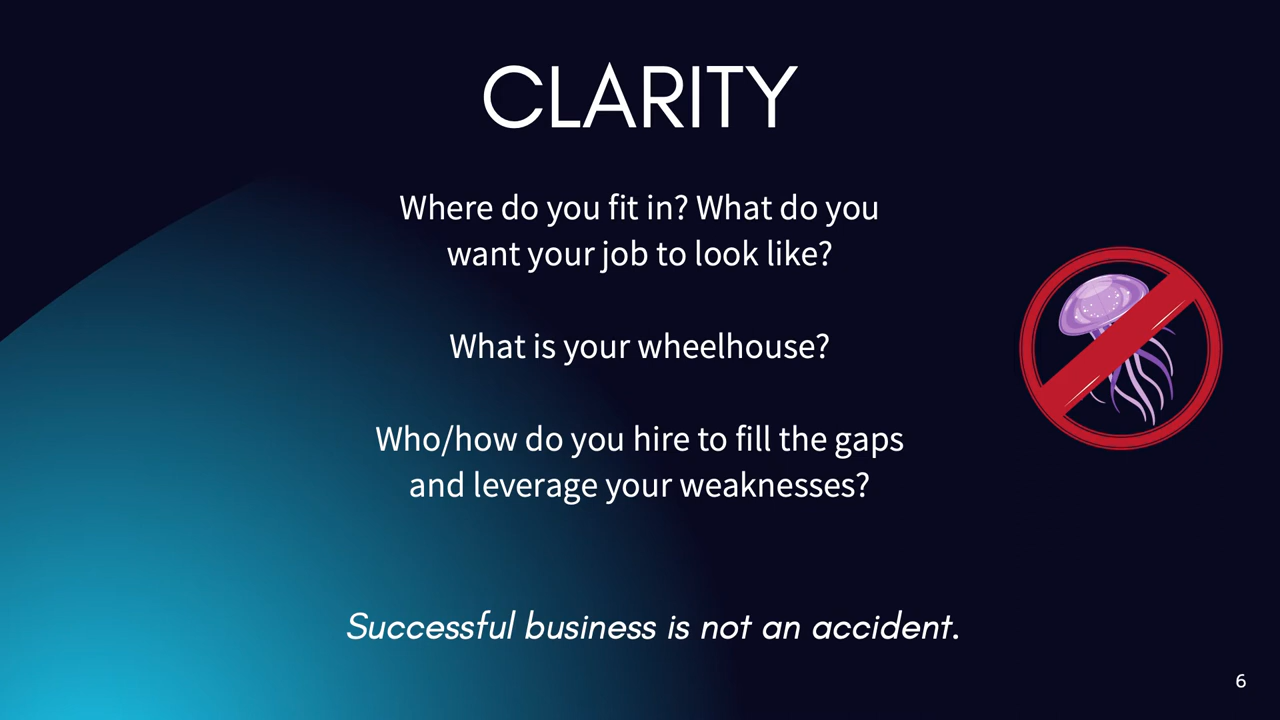 CLARITY
Where do you fit in? What do you
want your job to look like?
What is your wheelhouse?
Who/how do you hire to fill the gaps
and leverage your weaknesses?
Successful business is not an accident.
6